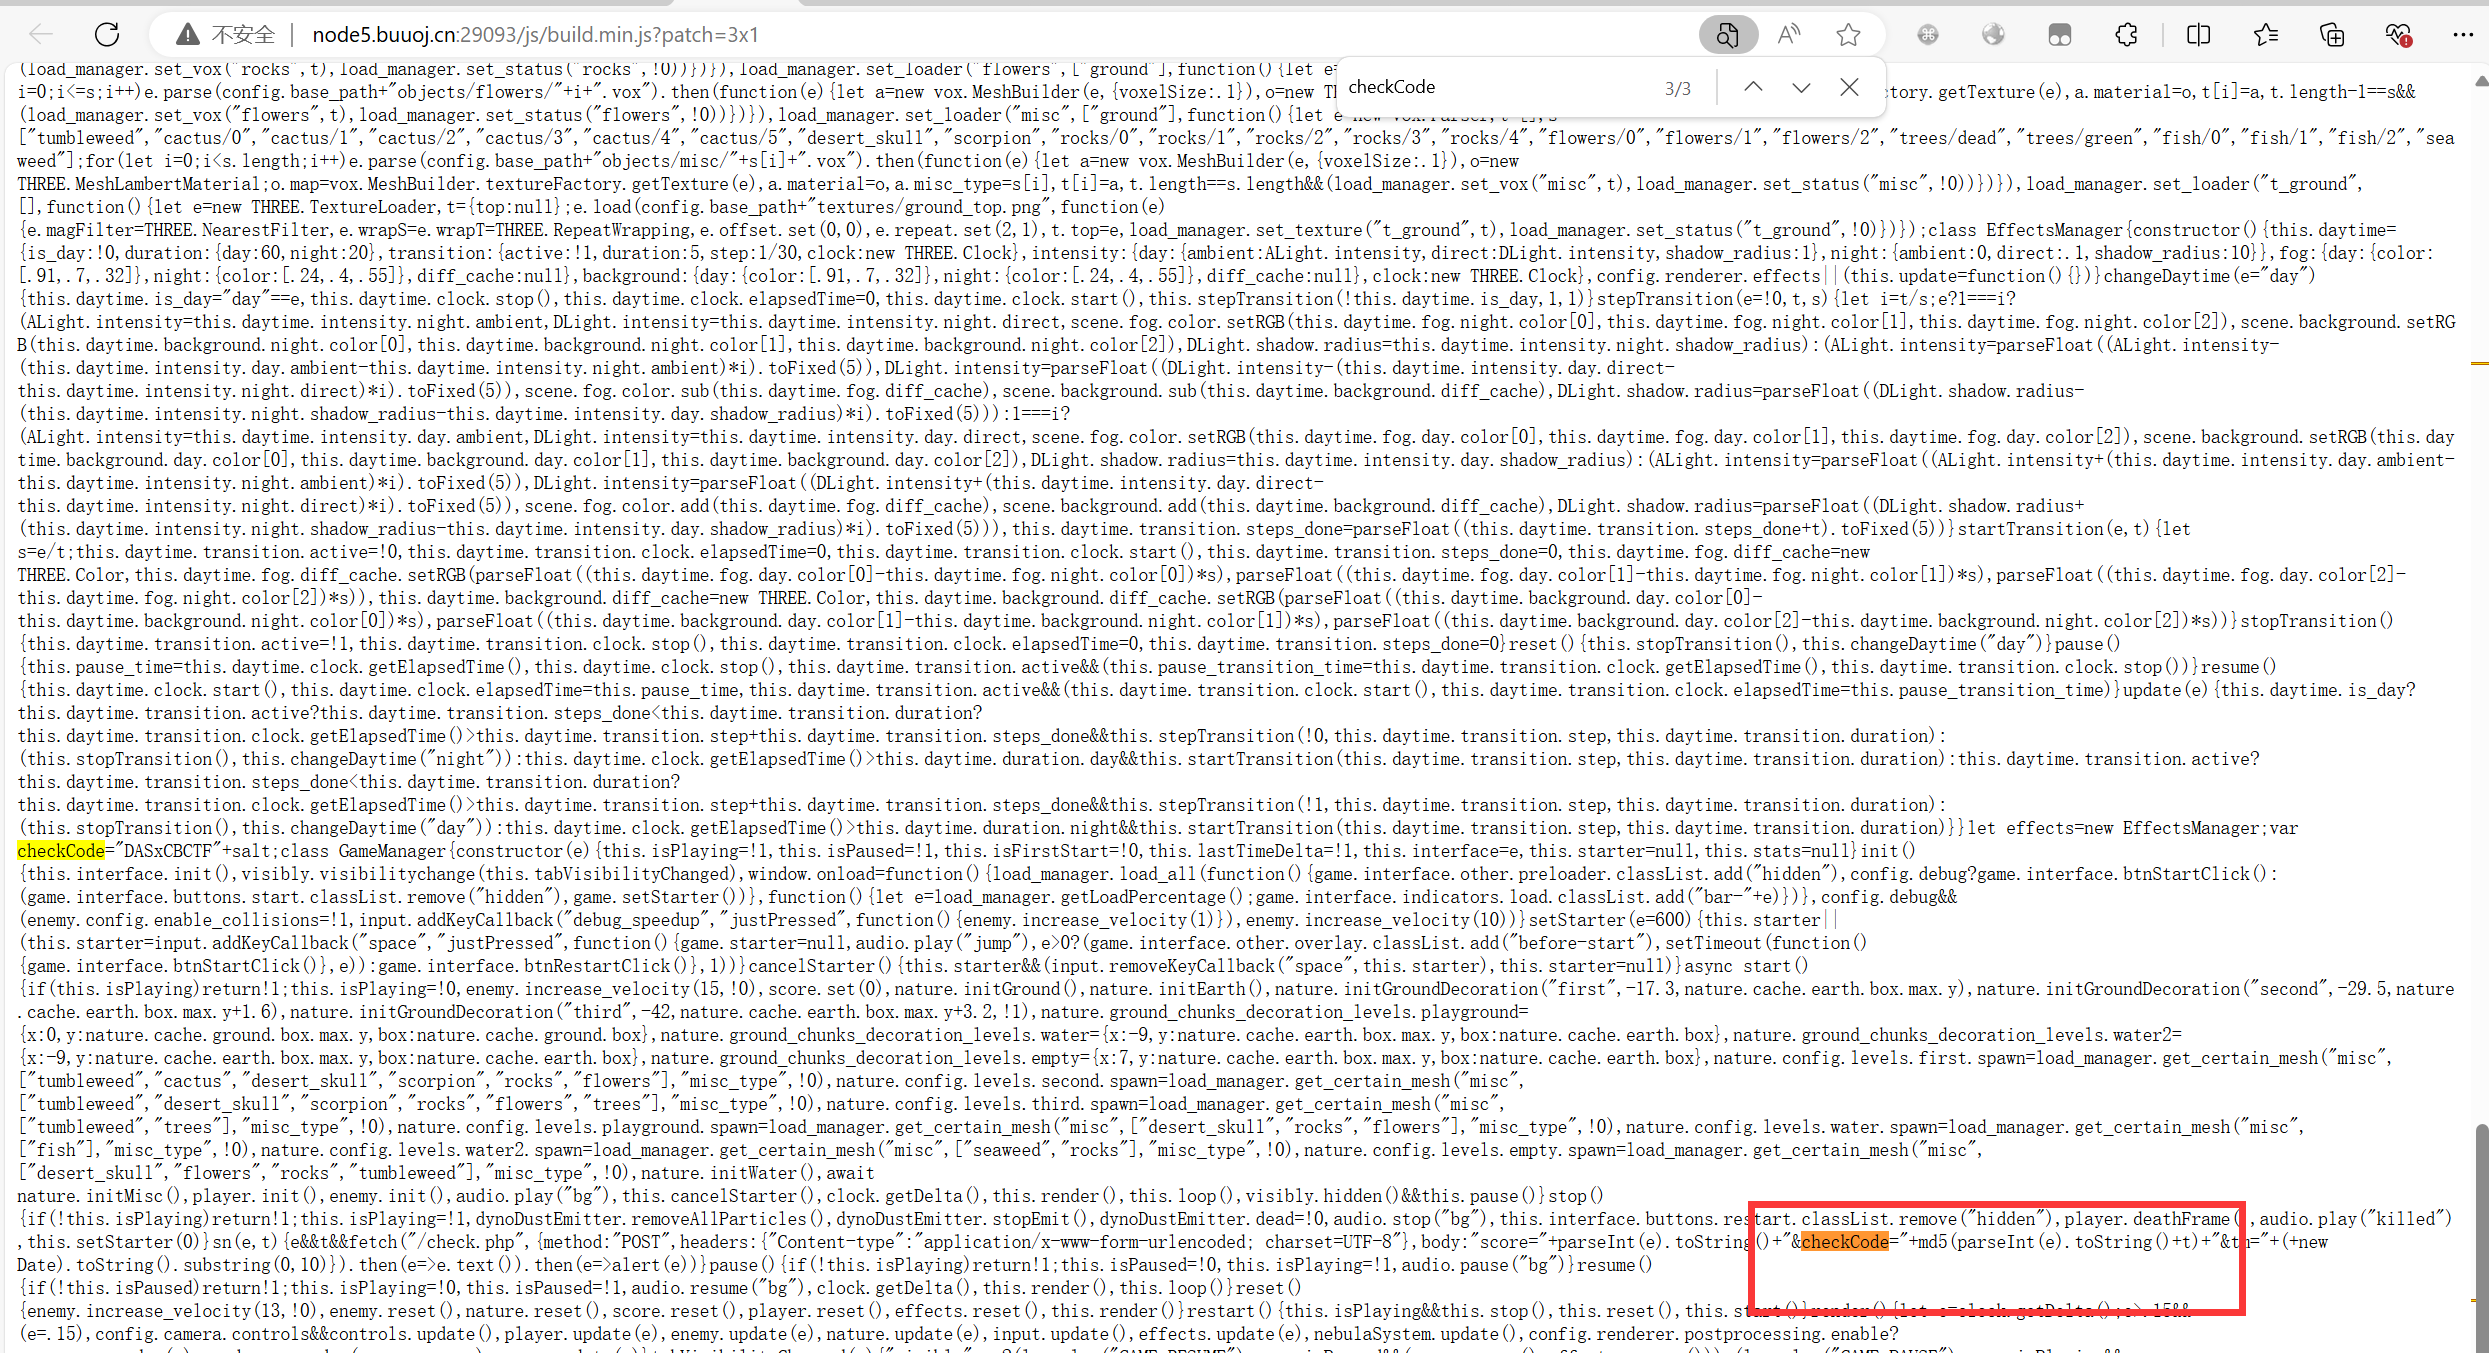 不安全 | node5.buuoj.cn:29093/js/build.min.js?patch=3x1
checkCode 3/3
(load_manager.set_vox("rocks",t),load_manager.set_status("rocks",!0))})}),load_manager.set_loader("flowers",["ground"],function(){let e=
i=0;i<=s;i++)e.parse(config.base_path+"objects/flowers/"+i+".vox").then(function(e){let a=new vox.MeshBuilder(e,{voxelSize:.1}),o=new TH ctory.getTexture(e),a.material=o,t[i]=a,t.length-1==s&&
(load_manager.set_vox("flowers",t),load_manager.set_status("flowers",!0))})}),load_manager.set_loader("misc",["ground"],function(){let e=new vox.Parser,t=[],s=
["tumbleweed","cactus/0","cactus/1","cactus/2","cactus/3","cactus/4","cactus/5","desert_skull","scorpion","rocks/0","rocks/1","rocks/2","rocks/3","rocks/4","flowers/0","flowers/1","flowers/2","trees/dead","trees/green","fish/0","fish/1","fish/2","sea
weed"];for(let i=0;i<s.length;i++)e.parse(config.base_path+"objects/misc/"+s[i]+".vox").then(function(e){let a=new vox.MeshBuilder(e,{voxelSize:.1}),o=new
THREE.MeshLambertMaterial;o.map=vox.MeshBuilder.textureFactory.getTexture(e),a.material=o,a.misc_type=s[i],t[i]=a,t.length==s.length&&(load_manager.set_vox("misc",t),load_manager.set_status("misc",!0))})}),load_manager.set_loader("t_ground",
[],function(){let e=new THREE.TextureLoader,t={top:null};e.load(config.base_path+"textures/ground_top.png",function(e)
{e.magFilter=THREE.NearestFilter,e.wrapS=e.wrapT=THREE.RepeatWrapping,e.offset.set(0,0),e.repeat.set(2,1),t.top=e,load_manager.set_texture("t_ground",t),load_manager.set_status("t_ground",!0)})});class EffectsManager{constructor(){this.daytime=
{is_day:!0,duration:{day:60,night:20},transition:{active:!1,duration:5,step:1/30,clock:new THREE.Clock},intensity:{day:{ambient:ALight.intensity,direct:DLight.intensity,shadow_radius:1},night:{ambient:0,direct:.1,shadow_radius:10}},fog:{day:{color:
[.91,.7,.32]},night:{color:[.24,.4,.55]},diff_cache:null},background:{day:{color:[.91,.7,.32]},night:{color:[.24,.4,.55]},diff_cache:null},clock:new THREE.Clock},config.renderer.effects||(this.update=function(){})}changeDaytime(e="day")
{this.daytime.is_day="day"==e,this.daytime.clock.stop(),this.daytime.clock.elapsedTime=0,this.daytime.clock.start(),this.stepTransition(!this.daytime.is_day,1,1)}stepTransition(e=!0,t,s){let i=t/s;e?1===i?
(ALight.intensity=this.daytime.intensity.night.ambient,DLight.intensity=this.daytime.intensity.night.direct,scene.fog.color.setRGB(this.daytime.fog.night.color[0],this.daytime.fog.night.color[1],this.daytime.fog.night.color[2]),scene.background.setRG
B(this.daytime.background.night.color[0],this.daytime.background.night.color[1],this.daytime.background.night.color[2]),DLight.shadow.radius=this.daytime.intensity.night.shadow_radius):(ALight.intensity=parseFloat((ALight.intensity-
(this.daytime.intensity.day.ambient-this.daytime.intensity.night.ambient)*i).toFixed(5)),DLight.intensity=parseFloat((DLight.intensity-(this.daytime.intensity.day.direct-
this.daytime.intensity.night.direct)*i).toFixed(5)),scene.fog.color.sub(this.daytime.fog.diff_cache),scene.background.sub(this.daytime.background.diff_cache),DLight.shadow.radius=parseFloat((DLight.shadow.radius-
(this.daytime.intensity.night.shadow_radius-this.daytime.intensity.day.shadow_radius)*i).toFixed(5))):1===i?
(ALight.intensity=this.daytime.intensity.day.ambient,DLight.intensity=this.daytime.intensity.day.direct,scene.fog.color.setRGB(this.daytime.fog.day.color[0],this.daytime.fog.day.color[1],this.daytime.fog.day.color[2]),scene.background.setRGB(this.day
time.background.day.color[0],this.daytime.background.day.color[1],this.daytime.background.day.color[2]),DLight.shadow.radius=this.daytime.intensity.day.shadow_radius):(ALight.intensity=parseFloat((ALight.intensity+(this.daytime.intensity.day.ambient-
this.daytime.intensity.night.ambient)*i).toFixed(5)),DLight.intensity=parseFloat((DLight.intensity+(this.daytime.intensity.day.direct-
this.daytime.intensity.night.direct)*i).toFixed(5)),scene.fog.color.add(this.daytime.fog.diff_cache),scene.background.add(this.daytime.background.diff_cache),DLight.shadow.radius=parseFloat((DLight.shadow.radius+
(this.daytime.intensity.night.shadow_radius-this.daytime.intensity.day.shadow_radius)*i).toFixed(5))),this.daytime.transition.steps_done=parseFloat((this.daytime.transition.steps_done+t).toFixed(5))}startTransition(e,t){let
s=e/t;this.daytime.transition.active=!0,this.daytime.transition.clock.elapsedTime=0,this.daytime.transition.clock.start(),this.daytime.transition.steps_done=0,this.daytime.fog.diff_cache=new
THREE.Color,this.daytime.fog.diff_cache.setRGB(parseFloat((this.daytime.fog.day.color[0]-this.daytime.fog.night.color[0])*s),parseFloat((this.daytime.fog.day.color[1]-this.daytime.fog.night.color[1])*s),parseFloat((this.daytime.fog.day.color[2]-
this.daytime.fog.night.color[2])*s)),this.daytime.background.diff_cache=new THREE.Color,this.daytime.background.diff_cache.setRGB(parseFloat((this.daytime.background.day.color[0]-
this.daytime.background.night.color[0])*s),parseFloat((this.daytime.background.day.color[1]-this.daytime.background.night.color[1])*s),parseFloat((this.daytime.background.day.color[2]-this.daytime.background.night.color[2])*s))}stopTransition()
{this.daytime.transition.active=!1,this.daytime.transition.clock.stop(),this.daytime.transition.clock.elapsedTime=0,this.daytime.transition.steps_done=0}reset(){this.stopTransition(),this.changeDaytime("day")}pause()
{this.pause_time=this.daytime.clock.getElapsedTime(),this.daytime.clock.stop(),this.daytime.transition.active&&(this.pause_transition_time=this.daytime.transition.clock.getElapsedTime(),this.daytime.transition.clock.stop())}resume()
{this.daytime.clock.start(),this.daytime.clock.elapsedTime=this.pause_time,this.daytime.transition.active&&(this.daytime.transition.clock.start(),this.daytime.transition.clock.elapsedTime=this.pause_transition_time)}update(e){this.daytime.is_day?
this.daytime.transition.active?this.daytime.transition.steps_done<this.daytime.transition.duration?
this.daytime.transition.clock.getElapsedTime()>this.daytime.transition.step+this.daytime.transition.steps_done&&this.stepTransition(!0,this.daytime.transition.step,this.daytime.transition.duration):
(this.stopTransition(),this.changeDaytime("night")):this.daytime.clock.getElapsedTime()>this.daytime.duration.day&&this.startTransition(this.daytime.transition.step,this.daytime.transition.duration):this.daytime.transition.active?
this.daytime.transition.steps_done<this.daytime.transition.duration?
this.daytime.transition.clock.getElapsedTime()>this.daytime.transition.step+this.daytime.transition.steps_done&&this.stepTransition(!1,this.daytime.transition.step,this.daytime.transition.duration):
(this.stopTransition(),this.changeDaytime("day")):this.daytime.clock.getElapsedTime()>this.daytime.duration.night&&this.startTransition(this.daytime.transition.step,this.daytime.transition.duration)}}let effects=new EffectsManager;var
checkCode="DASxCBCTF"+salt;class GameManager{constructor(e){this.isPlaying=!1,this.isPaused=!1,this.isFirstStart=!0,this.lastTimeDelta=!1,this.interface=e,this.starter=null,this.stats=null}init()
{this.interface.init(),visibly.visibilitychange(this.tabVisibilityChanged),window.onload=function(){load_manager.load_all(function(){game.interface.other.preloader.classList.add("hidden"),config.debug?game.interface.btnStartClick():
(game.interface.buttons.start.classList.remove("hidden"),game.setStarter())},function(){let e=load_manager.getLoadPercentage();game.interface.indicators.load.classList.add("bar-"+e)})},config.debug&&
(enemy.config.enable_collisions=!1,input.addKeyCallback("debug_speedup","justPressed",function(){enemy.increase_velocity(1)}),enemy.increase_velocity(10))}setStarter(e=600){this.starter||
(this.starter=input.addKeyCallback("space","justPressed",function(){game.starter=null,audio.play("jump"),e>0?(game.interface.other.overlay.classList.add("before-start"),setTimeout(function()
{game.interface.btnStartClick()},e)):game.interface.btnRestartClick()},1))}cancelStarter(){this.starter&&(input.removeKeyCallback("space",this.starter),this.starter=null)}async start()
{if(this.isPlaying)return!1;this.isPlaying=!0,enemy.increase_velocity(15,!0),score.set(0),nature.initGround(),nature.initEarth(),nature.initGroundDecoration("first",-17.3,nature.cache.earth.box.max.y),nature.initGroundDecoration("second",-29.5,nature
.cache.earth.box.max.y+1.6),nature.initGroundDecoration("third",-42,nature.cache.earth.box.max.y+3.2,!1),nature.ground_chunks_decoration_levels.playground=
{x:0,y:nature.cache.ground.box.max.y,box:nature.cache.ground.box},nature.ground_chunks_decoration_levels.water={x:-9,y:nature.cache.earth.box.max.y,box:nature.cache.earth.box},nature.ground_chunks_decoration_levels.water2=
{x:-9,y:nature.cache.earth.box.max.y,box:nature.cache.earth.box},nature.ground_chunks_decoration_levels.empty={x:7,y:nature.cache.earth.box.max.y,box:nature.cache.earth.box},nature.config.levels.first.spawn=load_manager.get_certain_mesh("misc",
["tumbleweed","cactus","desert_skull","scorpion","rocks","flowers"],"misc_type",!0),nature.config.levels.second.spawn=load_manager.get_certain_mesh("misc",
["tumbleweed","desert_skull","scorpion","rocks","flowers","trees"],"misc_type",!0),nature.config.levels.third.spawn=load_manager.get_certain_mesh("misc",
["tumbleweed","trees"],"misc_type",!0),nature.config.levels.playground.spawn=load_manager.get_certain_mesh("misc",["desert_skull","rocks","flowers"],"misc_type",!0),nature.config.levels.water.spawn=load_manager.get_certain_mesh("misc",
["fish"],"misc_type",!0),nature.config.levels.water2.spawn=load_manager.get_certain_mesh("misc",["seaweed","rocks"],"misc_type",!0),nature.config.levels.empty.spawn=load_manager.get_certain_mesh("misc",
["desert_skull","flowers","rocks","tumbleweed"],"misc_type",!0),nature.initWater(),await
nature.initMisc(),player.init(),enemy.init(),audio.play("bg"),this.cancelStarter(),clock.getDelta(),this.render(),this.loop(),visibly.hidden()&&this.pause()}stop()
{if(!this.isPlaying)return!1;this.isPlaying=!1,dynoDustEmitter.removeAllParticles(),dynoDustEmitter.stopEmit(),dynoDustEmitter.dead=!0,audio.stop("bg"),this.interface.buttons.restart.classList.remove("hidden"),player.deathFrame(),audio.play("killed")
,this.setStarter(0)}sn(e,t){e&&t&&fetch("/check.php",{method:"POST",headers:{"Content-type":"application/x-www-form-urlencoded; charset=UTF-8"},body:"score="+parseInt(e).toString()+"&checkCode="+md5(parseInt(e).toString()+t)+"&tm="+(+new
Date).toString().substring(0,10)}).then(e=>e.text()).then(e=>alert(e))}pause(){if(!this.isPlaying)return!1;this.isPaused=!0,this.isPlaying=!1,audio.pause("bg")}resume()
{if(!this.isPaused)return!1;this.isPlaying=!0,this.isPaused=!1,audio.resume("bg"),clock.getDelta(),this.render(),this.loop()}reset()
{enemy.increase_velocity(13,!0),enemy.reset(),nature.reset(),score.reset(),player.reset(),effects.reset(),this.render()}restart(){this.isPlaying&&this.stop(),this.reset(),this.start()}render(){let e=clock.getDelta();e>.15&&
(e=.15),config.camera.controls&&controls.update(),player.update(e),enemy.update(e),nature.update(e),input.update(),effects.update(e),nebulaSystem.update(),config.renderer.postprocessing.enable?